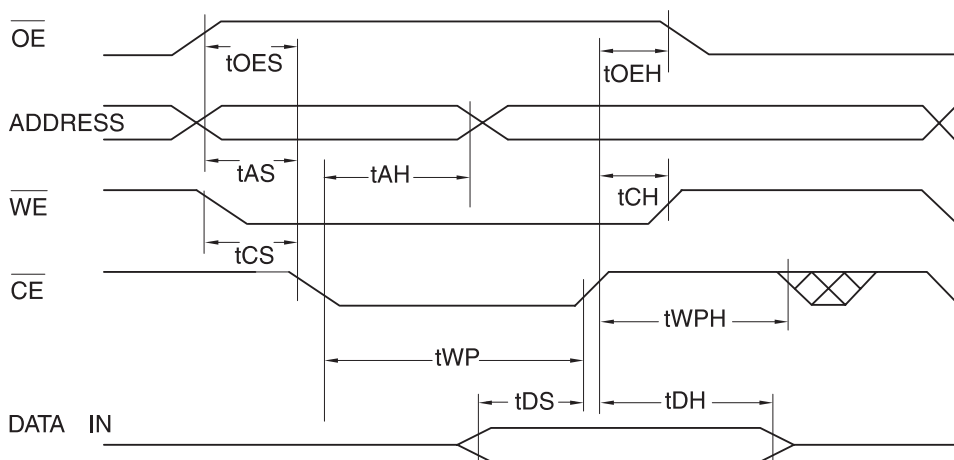 OE
tOES
tOEH
ADDRESS
tAS
tAH
tCH
WE
tCS
CE
tWPH
tWP
tDS
tDH
DATA IN